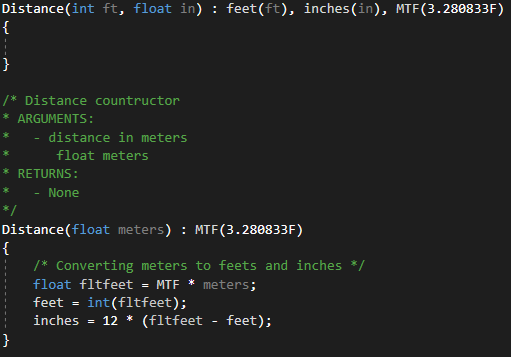 Distance(int ft, float in) : feet(ft), inches(in), MTF(3.280833F)
{
}
/* Distance countructor
* ARGUMENTS:
*   - distance in meters
*      float meters
* RETURNS:
*   - None
*/
Distance(float meters) : MTF(3.280833F)
{
    /* Converting meters to feets and inches */
    float fltfeet = MTF * meters;
    feet = int(fltfeet);
    inches = 12 * (fltfeet - feet);
}